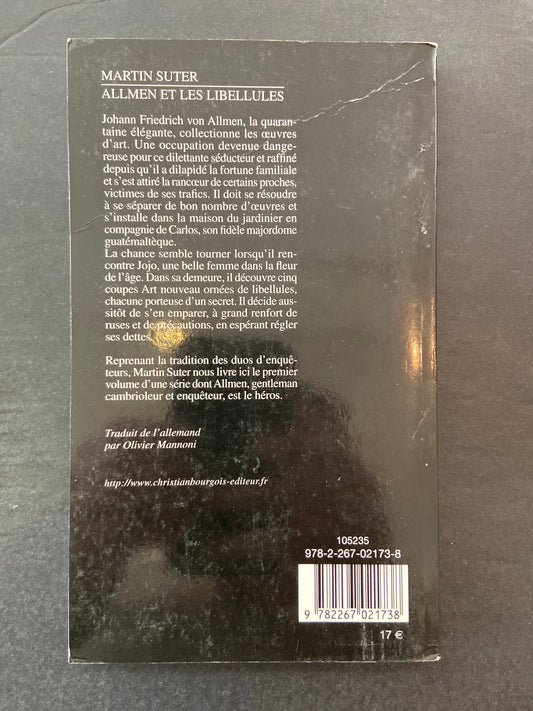 MARTIN SUTER
ALLMEN ET LES LIBELLULES
Johann Friedrich von Allmen, la quaran-
taine élégante, collectionne les œuvres
d'art. Une occupation devenue dange-
reuse pour ce dilettante séducteur et raffiné
depuis qu'il a dilapidé la fortune familiale
et s'est attiré la rancœur de certains proches,
victimes de ses trafics. Il doit se résoudre
à se séparer de bon nombre d'œuvres et
s'installe dans la maison du jardinier en
compagnie de Carlos, son fidèle majordome
guatémaltèque.
La chance semble tourner lorsqu'il ren-
contre Jojo, une belle femme dans la fleur
de l'âge. Dans sa demeure, il découvre cinq
coupes Art nouveau ornées de libellules,
chacune porteuse d'un secret. Il décide aus-
sitôt de s'en emparer, à grand renfort de
ruses et de précautions, en espérant régler
ses dettes.
Reprenant la tradition des duos d'enquê-
teurs, Martin Suter nous livre ici le premier
volume d'une série dont Allmen, gentleman
cambrioleur et enquêteur, est le héros.
Traduit de l'allemand
par Olivier Mannoni
http://www.christianbourgois-editeur.fr
105235
978-2-267-02173-8
9 782267 021738
17 €